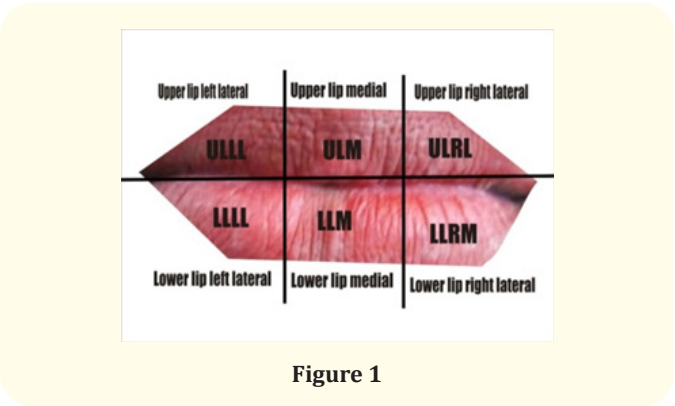 Upper lip left lateral
Upper lip medial
Upper lip right lateral
ULLL
ULM
ULRL
LLLL
LLM
LLRM
Lower lip left lateral
Lower lip medial
Lower lip right lateral
Figure 1